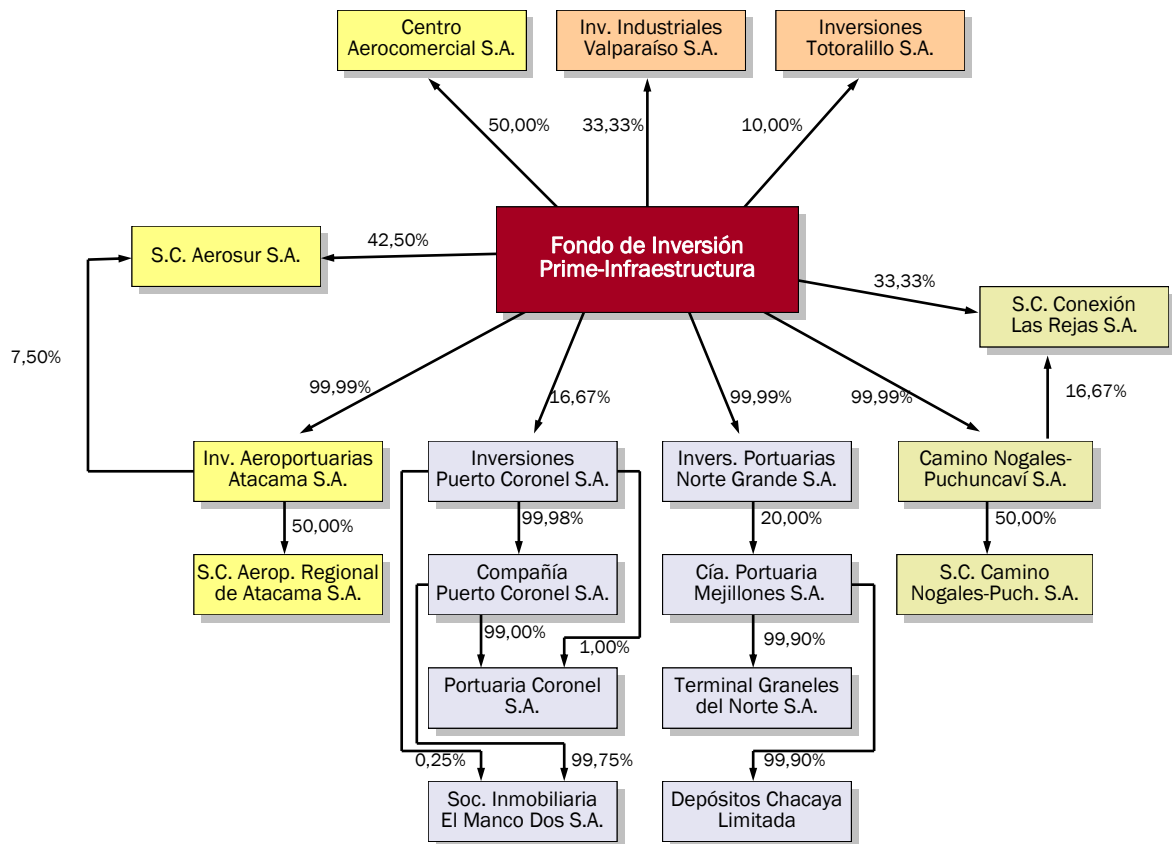 Centro
Aerocomercial S.A.
Inv. Industriales
Valparaíso S.A.
Inversiones
Totoralillo S.A.
50,00%
33,33%
10,00%
S.C. Aerosur S.A.
42,50%
Fondo de Inversión
Prime-Infraestructura
33,33%
S.C. Conexión
Las Rejas S.A.
7,50%
99,99%
16,67%
99,99%
99,99%
16,67%
Inv. Aeroportuarias
Atacama S.A.
Inversiones
Puerto Coronel S.A.
Invers. Portuarias
Norte Grande S.A.
Camino Nogales-
Puchuncaví S.A.
50,00%
99,98%
20,00%
50,00%
S.C. Aerop. Regional
de Atacama S.A.
Compañía
Puerto Coronel S.A.
Cía. Portuaria
Mejillones S.A.
S.C. Camino
Nogales-Puch. S.A.
99,00%
1,00%
99,90%
Portuaria Coronel
S.A.
Terminal Graneles
del Norte S.A.
0,25%
99,75%
99,90%
Soc. Inmobiliaria
El Manco Dos S.A.
Depósitos Chacaya
Limitada